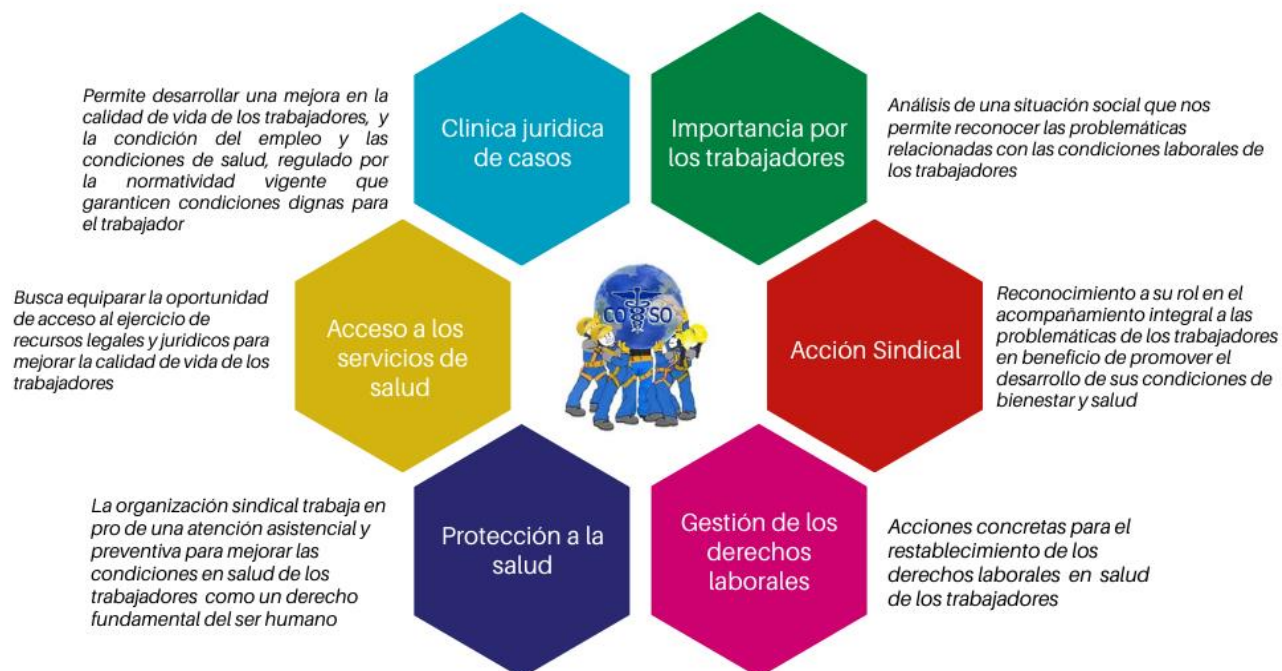 Permite desarrollar una mejora en la
calidad de vida de los trabajadores, y
la condición del empleo y las
condiciones de salud, regulado por
la normatividad vigente que
garanticen condiciones dignas para
el trabajador
Clinica juridica
de casos
Importancia por
los trabajadores
Análisis de una situación social que nos
permite reconocer las problemáticas
relacionadas con las condiciones laborales de
los trabajadores
Busca equiparar la oportunidad
de acceso al ejercicio de
recursos legales y juridicos para
mejorar la calidad de vida de los
trabajadores
Acceso a los
servicios de
salud
CO SO
Acción Sindical
Reconocimiento a su rol en el
acompañamiento integral a las
problemáticas de los trabajadores
en beneficio de promover el
desarrollo de sus condiciones de
bienestar y salud
La organización sindical trabaja en
pro de una atención asistencial y
preventiva para mejorar las
condiciones en salud de los
trabajadores como un derecho
fundamental del ser humano
Protección a la
salud
Gestión de los
derechos
laborales
Acciones concretas para el
restablecimiento de los
derechos laborales en salud
de los trabajadores